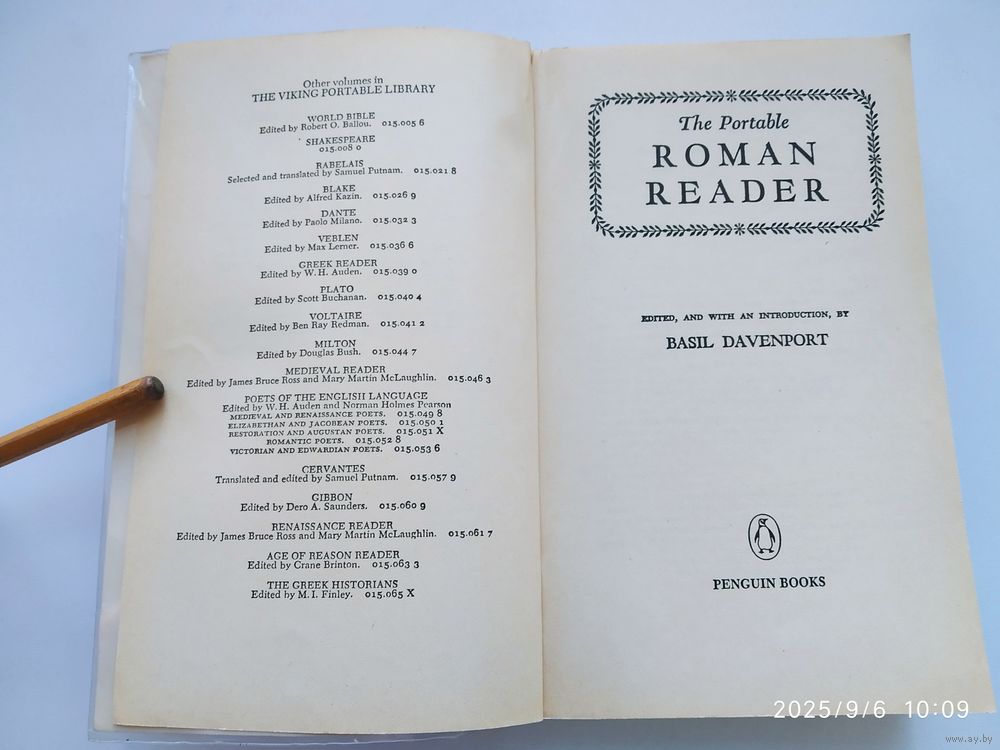 Other volumes in
THE VIKING PORTABLE LIBRARY
WORLD BIBLE
Edited by Robert O. Ballou. 015.005 6
SHAKESPEARE
015.008 0
RABELAIS
Selected and translated by Samuel Putnam. 015.021 8
BLAKE
Edited by Alfred Kazin. 015.026 9
DANTE
Edited by Paolo Milano. 015.032 3
VEBLEN
Edited by Max Lerner. 015.036 6
GREEK READER
Edited by W. H. Auden. 015.039 0
PLATO
Edited by Scott Buchanan. 015.040 4
VOLTAIRE
Edited by Ben Ray Redman. 015.041 2
MILTON
Edited by Douglas Bush. 015.044 7
MEDIEVAL READER
Edited by James Bruce Ross and Mary Martin McLaughlin. 015.046 3
POETS OF THE ENGLISH LANGUAGE
Edited by W. H. Auden and Norman Holmes Pearson
MEDIEVAL AND RENAISSANCE POETS. 015.049 8
ELIZABETHAN AND JACOBEAN POETS. 015.050 1
RESTORATION AND AUGUSTAN POETS. 015.051 X
ROMANTIC POETS. 015.052 8
VICTORIAN AND EDWARDIAN POETS. 015.053 6
CERVANTES
Translated and edited by Samuel Putnam. 015.057 9
GIBBON
Edited by Dero A. Saunders. 015.060 9
RENAISSANCE READER
Edited by James Bruce Ross and Mary Martin McLaughlin. 015.061 7
AGE OF REASON READER
Edited by Crane Brinton. 015.063 3
THE GREEK HISTORIANS
Edited by M. I. Finley. 015.065 X
The Portable
ROMAN
READER
EDITED, AND WITH AN INTRODUCTION, BY
BASIL DAVENPORT
PENGUIN BOOKS
2025/9/6 10:09
www.ay.by